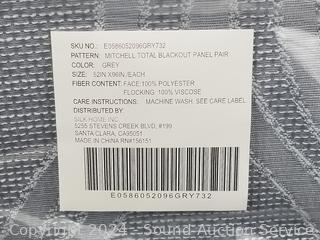 SKU NO.: E0586052096GRY732
PATTERN: MITCHELL TOTAL BLACKOUT PANEL PAIR
COLOR: GREY
SIZE: 52IN X96IN /EACH
FIBER CONTENT: FACE:100% POLYESTER
FLOCKING: 100% VISCOSE
CARE INSTRUCTIONS: MACHINE WASH. SEE CARE LABEL
DISTRIBUTED BY:
SILK HOME INC
5255 STEVENS CREEK BLVD, #199
SANTA CLARA, CA95051
MADE IN CHINA RN#156151
E0586052096GRY732
Copyright © 2024 - Sound Auction Service